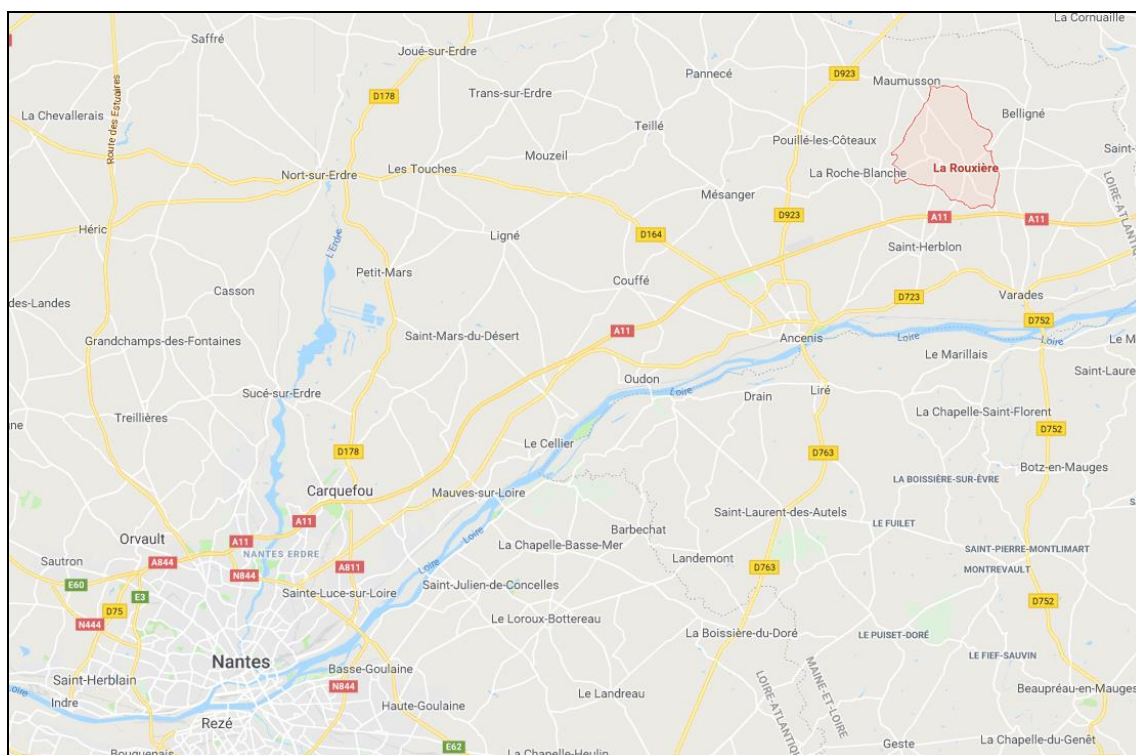 La Cornuaille
Saffré
Joué-sur-Erdre
Pannecé
D923
Maumusson
D178
Trans-sur-Erdre
La Chevallerais
Route des Estuaires
Teillé
Belligné
Pouillé-les-Côteaux
Mouzeil
Saint-
Nort-sur-Erdre
Les Touches
La Roche-Blanche
La Rouxière
Mésanger
LOIRE-ATLANTIQUE
D923
A11
A11
Héric
L'Erdre
Ligné
D164
Saint-Herblon
Petit-Mars
Couffé
Casson
D723
Varades
des-Landes
D752
A11
Saint-Mars-du-Désert
Ancenis
Loire
Loire
Grandchamps-des-Fontaines
Le Marillais
Le M
Oudon
Saint-Laure
Sucé-sur-Erdre
Loire
Drain
Liré
Treillières
La Chapelle-Saint-Florent
ne
D752
Le Cellier
D178
D763
Botz-en-Mauges
LA BOISSIÈRE-SUR-ÈVRE
Carquefou
Mauves-sur-Loire
Saint-Laurent-des-Autels
A11
LE FUILET
Barbechat
Orvault
A11
Loire
NANTES ERDRE
La Chapelle-Basse-Mer
SAINT-PIERRE-MONTLIMART
Sautron
A844
Landemont
Loire
N844
A811
D763
MONTREVAULT
E60
Saint-Julien-de-Concelles
E3
Sainte-Luce-sur-Loire
D752
D75
N444
Le Loroux-Bottereau
La Boissière-du-Doré
LE PUISET-DORÉ
Nantes
Basse-Goulaine
LE FIEF-SAUVIN
Saint-Herblain
N844
Le Landreau
LOIRE-ATLANTIQUE
MAINE-ET-LOIRE
Beaupréau-en-Mauges
Indre
Haute-Goulaine
Rezé
E62
Geste
La Chapelle-du-Genêt
Bouguenais
La Chapelle-Heulin